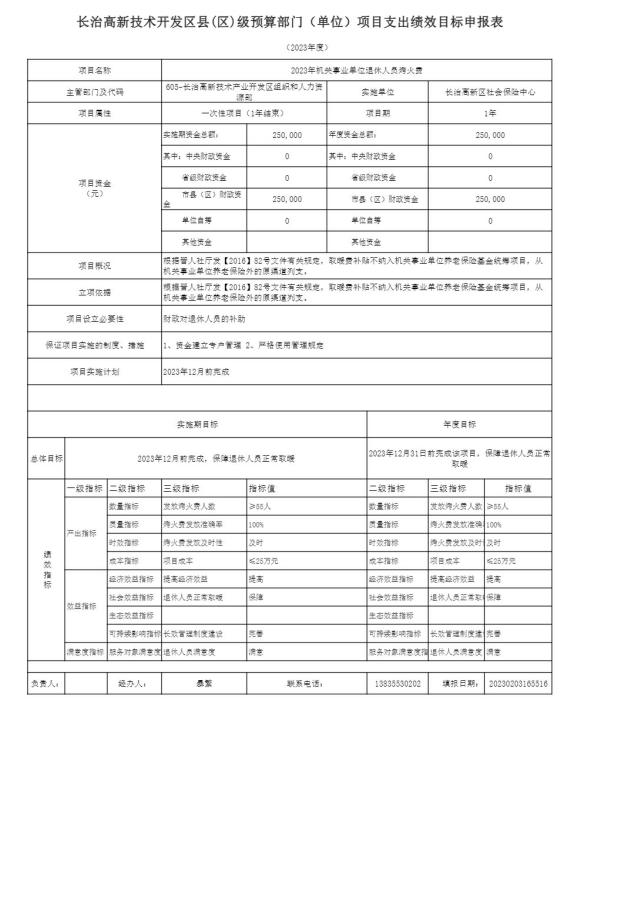 长治高新技术开发区县(区)级预算部门（单位）项目支出绩效目标申报表
（2023年度）
项目名称 2023年机关事业单位退休人员烤火费
主管部门及代码 603-长治高新技术产业开发区组织和人力资源部 实施单位 长治高新区社会保险中心
项目属性 一次性项目（1年结束） 项目期 1年
项目资金（元） 实施期资金总额： 250,000 年度资金总额： 250,000
其中：中央财政资金 0 其中：中央财政资金 0
省级财政资金 0 省级财政资金 0
市县（区）财政资金 250,000 市县（区）财政资金 250,000
单位自筹 0 单位自筹 0
其他资金 其他资金
项目概况 根据晋人社厅发【2016】82号文件有关规定，取暖费补贴不纳入机关事业单位养老保险基金统筹项目，从机关事业单位养老保险外的原渠道列支。
立项依据 根据晋人社厅发【2016】82号文件有关规定，取暖费补贴不纳入机关事业单位养老保险基金统筹项目，从机关事业单位养老保险外的原渠道列支。
项目设立必要性 财政对退休人员的补助
保证项目实施的制度、措施 1、资金建立专户管理 2、严格使用管理规定
项目实施计划 2023年12月前完成
实施期目标 年度目标
总体目标 2023年12月前完成，保障退休人员正常取暖 2023年12月31日前完成该项目，保障退休人员正常取暖
绩效指标 一级指标 二级指标 三级指标 指标值 二级指标 三级指标 指标值
产出指标 数量指标 发放烤火费人数 ≥55人 数量指标 发放烤火费人数 ≥55人
质量指标 烤火费发放准确率 100% 质量指标 烤火费发放准确 100%
时效指标 烤火费发放及时性 及时 时效指标 烤火费发放及时 及时
成本指标 项目成本 ≤25万元 成本指标 项目成本 ≤25万元
效益指标 经济效益指标 提高经济效益 提高 经济效益指标 提高经济效益 提高
社会效益指标 退休人员正常取暖 保障 社会效益指标 退休人员正常取暖 保障
生态效益指标 生态效益指标
可持续影响指标 长效管理制度建设 完善 可持续影响指标 长效管理制度建 完善
满意度指标 服务对象满意度 退休人员满意度 满意 服务对象满意度指 退休人员满意度 满意
负责人： 经办人： 暴繁 联系电话： 13835530202 填报日期： 20230203165516